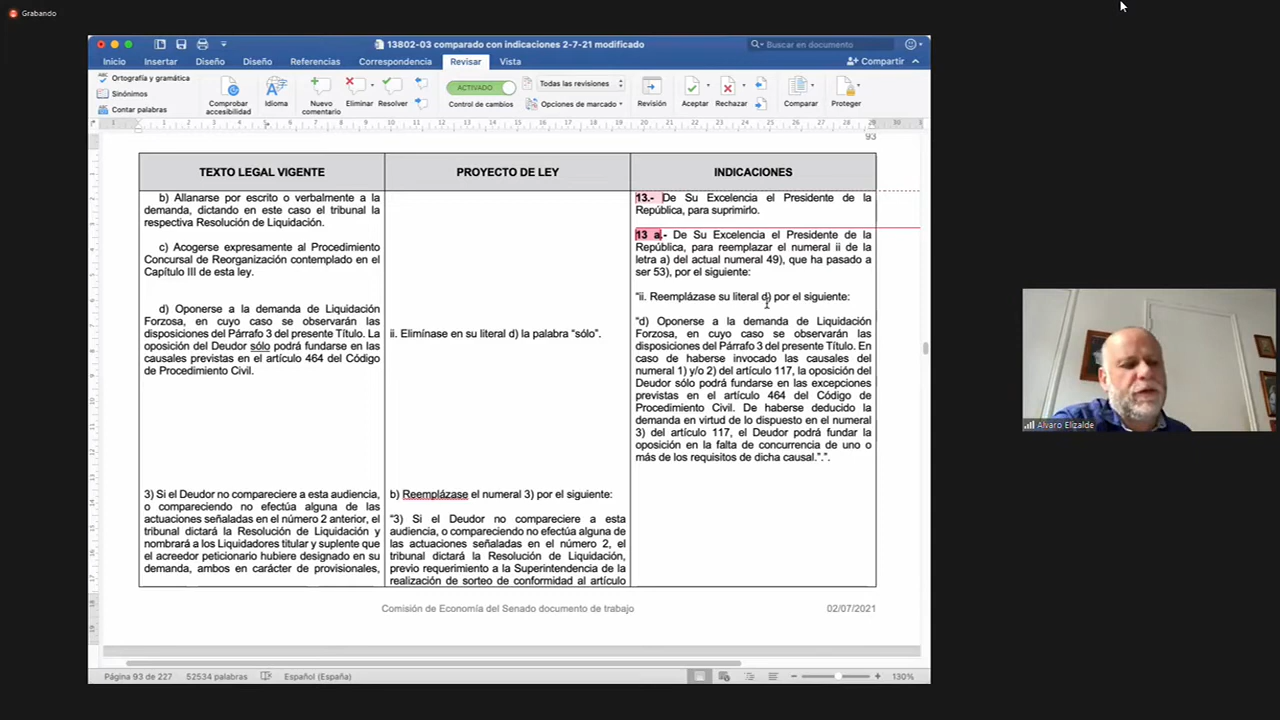 Grabando
13802-03 comparado con indicaciones 2-7-21 modificado
Buscar en documento
Inicio Insertar Diseño Diseño Referencias Correspondencia Revisar Vista
Compartir
Ortografía y gramática
Sinónimos
Contar palabras
Comprobar accesibilidad
Idioma
Nuevo comentario
Eliminar
Resolver
ACTIVADO
Control de cambios
Todas las revisiones
Opciones de marcado
Revisión
Aceptar
Rechazar
Comparar
Proteger
93
TEXTO LEGAL VIGENTE
b) Allanarse por escrito o verbalmente a la
demanda, dictando en este caso el tribunal la
respectiva Resolución de Liquidación.
c) Acogerse expresamente al Procedimiento
Concursal de Reorganización contemplado en el
Capítulo III de esta ley.
d) Oponerse a la demanda de Liquidación
Forzosa, en cuyo caso se observarán las
disposiciones del Párrafo 3 del presente Título. La
oposición del Deudor sólo podrá fundarse en las
causales previstas en el artículo 464 del Código
de Procedimiento Civil.
3) Si el Deudor no compareciere a esta audiencia,
o compareciendo no efectúa alguna de las
actuaciones señaladas en el número 2 anterior, el
tribunal dictará la Resolución de Liquidación y
nombrará a los Liquidadores titular y suplente que
el acreedor peticionario hubiere designado en su
demanda, ambos en carácter de provisionales,
PROYECTO DE LEY
ii. Elimínase en su literal d) la palabra “sólo”.
b) Reemplázase el numeral 3) por el siguiente:
“3) Si el Deudor no compareciere a esta
audiencia, o compareciendo no efectúa alguna de
las actuaciones señaladas en el número 2, el
tribunal dictará la Resolución de Liquidación,
previo requerimiento a la Superintendencia de la
realización de sorteo de conformidad al artículo
INDICACIONES
13.- De Su Excelencia el Presidente de la
República, para suprimirlo.
13 a.- De Su Excelencia el Presidente de la
República, para reemplazar el numeral ii de la
letra a) del actual numeral 49), que ha pasado a
ser 53), por el siguiente:
“ii. Reemplázase su literal d) por el siguiente:
“d) Oponerse a la demanda de Liquidación
Forzosa, en cuyo caso se observarán las
disposiciones del Párrafo 3 del presente Título. En
caso de haberse invocado las causales del
numeral 1) y/o 2) del artículo 117, la oposición del
Deudor sólo podrá fundarse en las excepciones
previstas en el artículo 464 del Código de
Procedimiento Civil. De haberse deducido la
demanda en virtud de lo dispuesto en el numeral
3) del artículo 117, el Deudor podrá fundar la
oposición en la falta de concurrencia de uno o
más de los requisitos de dicha causal.”.”.
Comisión de Economía del Senado documento de trabajo
02/07/2021
Página 93 de 227 52534 palabras Español (España) 130%
Alvaro Elizalde